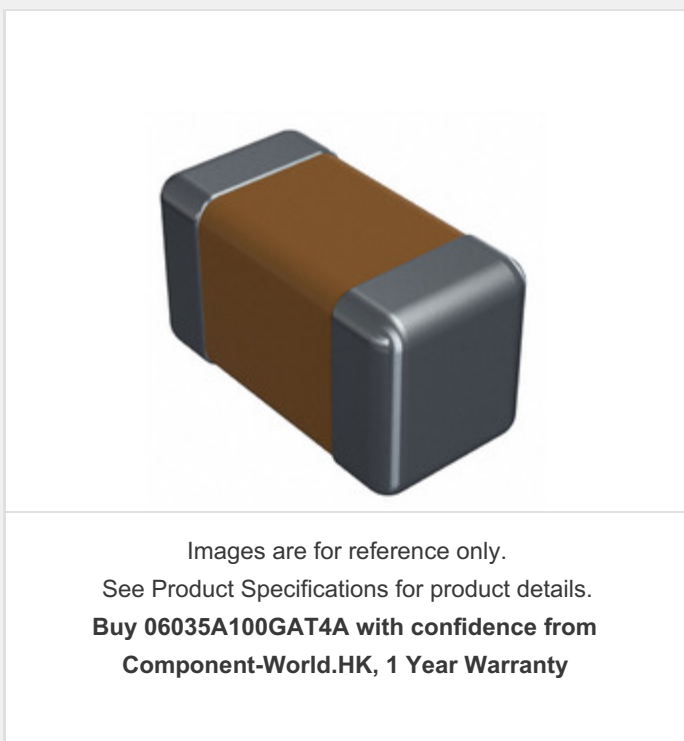 Images are for reference only.
See Product Specifications for product details.
Buy 06035A100GAT4A with confidence from
Component-World.HK, 1 Year Warranty